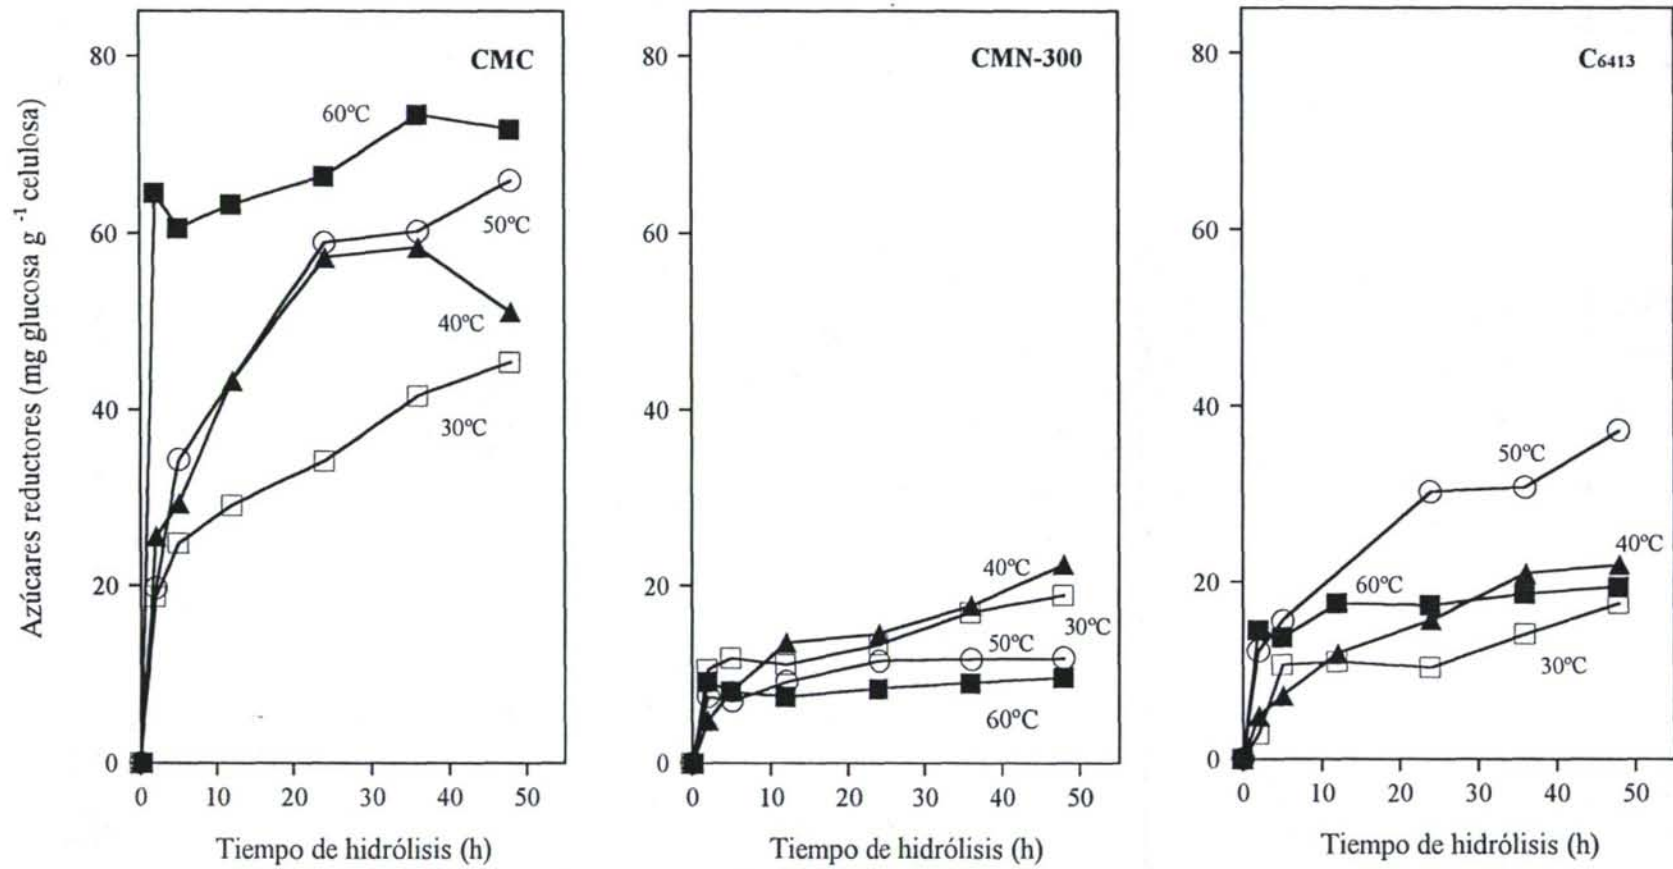 Azúcares reductores (mg glucosa g -1 celulosa)
CMC
80
60
40
20
0
60ºC
50ºC
40ºC
30ºC
0 10 20 30 40 50
Tiempo de hidrólisis (h)
CMN-300
80
60
40
20
0
40ºC
30ºC
50ºC
60ºC
0 10 20 30 40 50
Tiempo de hidrólisis (h)
C6413
80
60
40
20
0
50ºC
40ºC
60ºC
30ºC
0 10 20 30 40 50
Tiempo de hidrólisis (h)